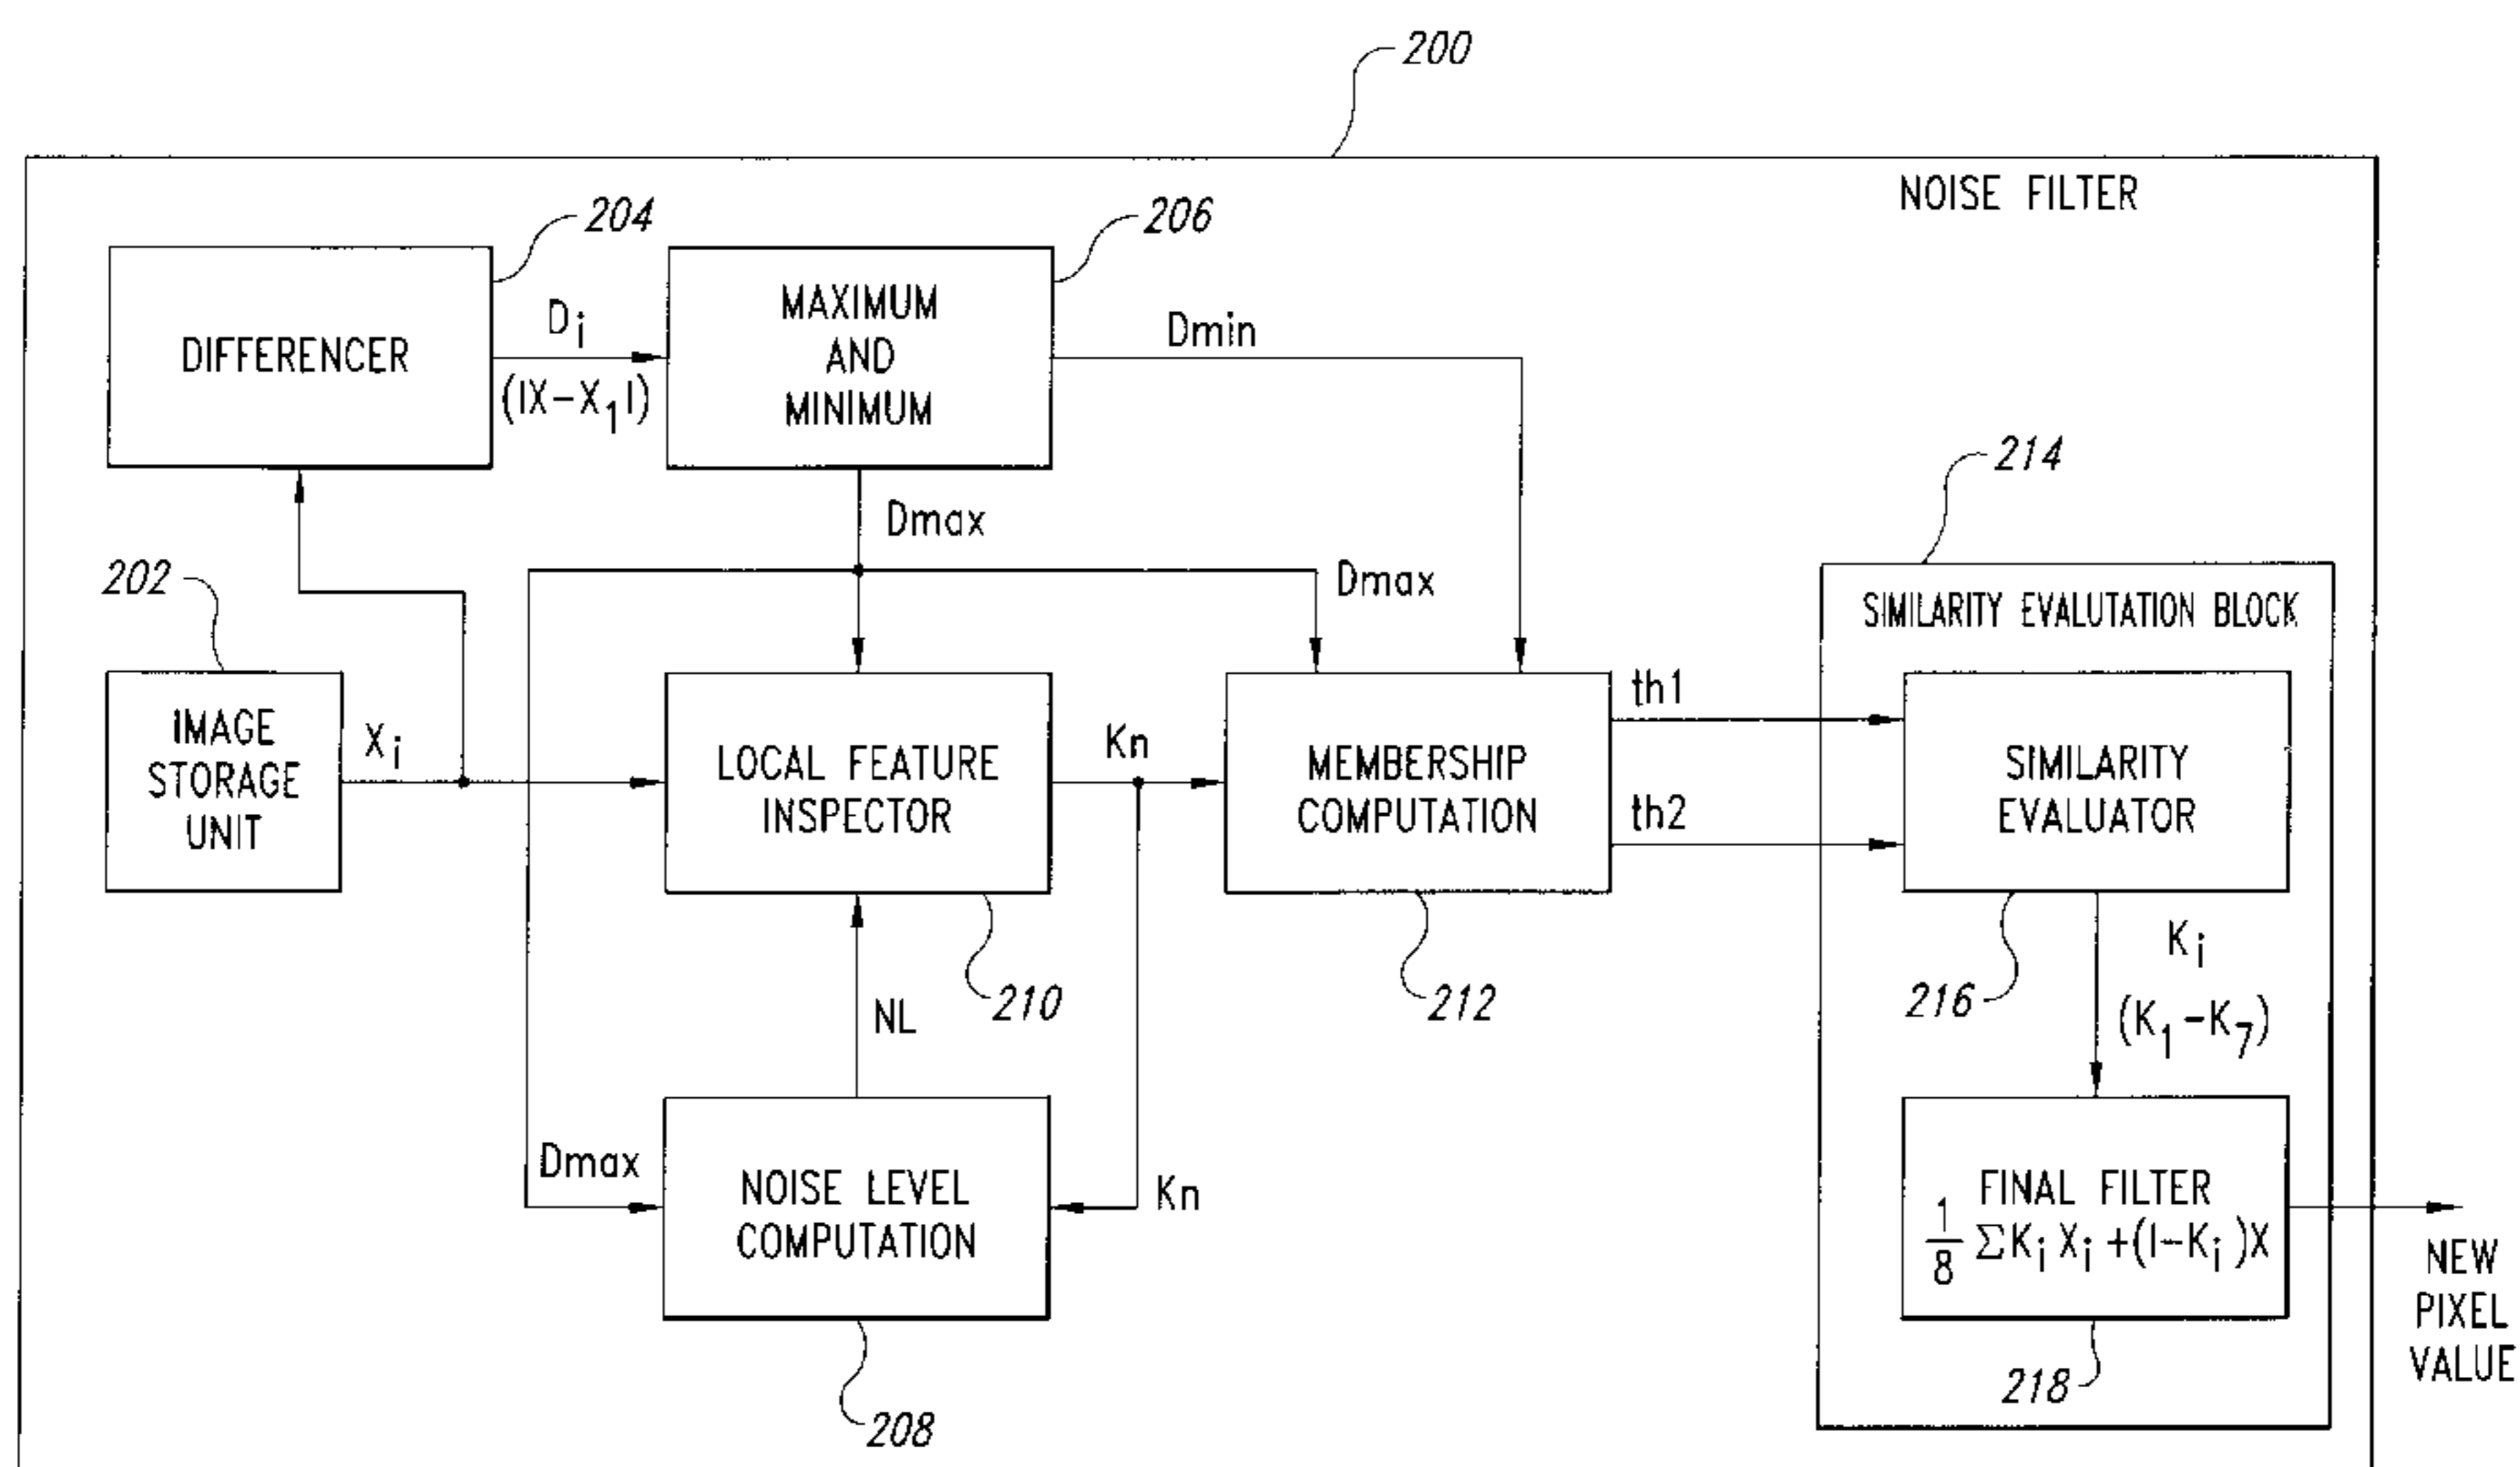 200
NOISE FILTER
204
206
DIFFERENCER
Di
(|X-X1|)
MAXIMUM
AND
MINIMUM
Dmin
Dmax
214
202
Dmax
SIMILARITY EVALUTATION BLOCK
IMAGE
STORAGE
UNIT
Xi
LOCAL FEATURE
INSPECTOR
Kn
MEMBERSHIP
COMPUTATION
th1
th2
SIMILARITY
EVALUATOR
210
212
216
NL
Ki
(K1-K7)
Dmax
NOISE LEVEL
COMPUTATION
Kn
FINAL FILTER
1/8 ΣKi Xi +(1-Ki)X
NEW
PIXEL
VALUE
208
218